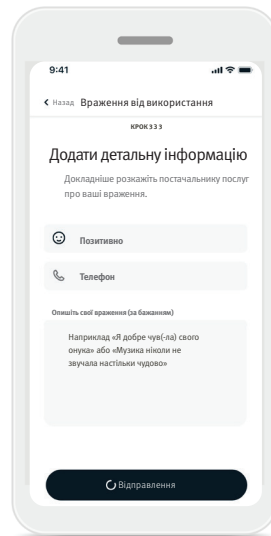 9:41
Назад Враження від використання
КРОК 3 З 3
Додати детальну інформацію
Докладніше розкажіть постачальнику послуг
про ваші враження.
Позитивно
Телефон
Опишіть свої враження (за бажанням)
Наприклад «Я добре чув(-ла) свого
онука» або «Музика ніколи не
звучала настільки чудово»
Відправлення